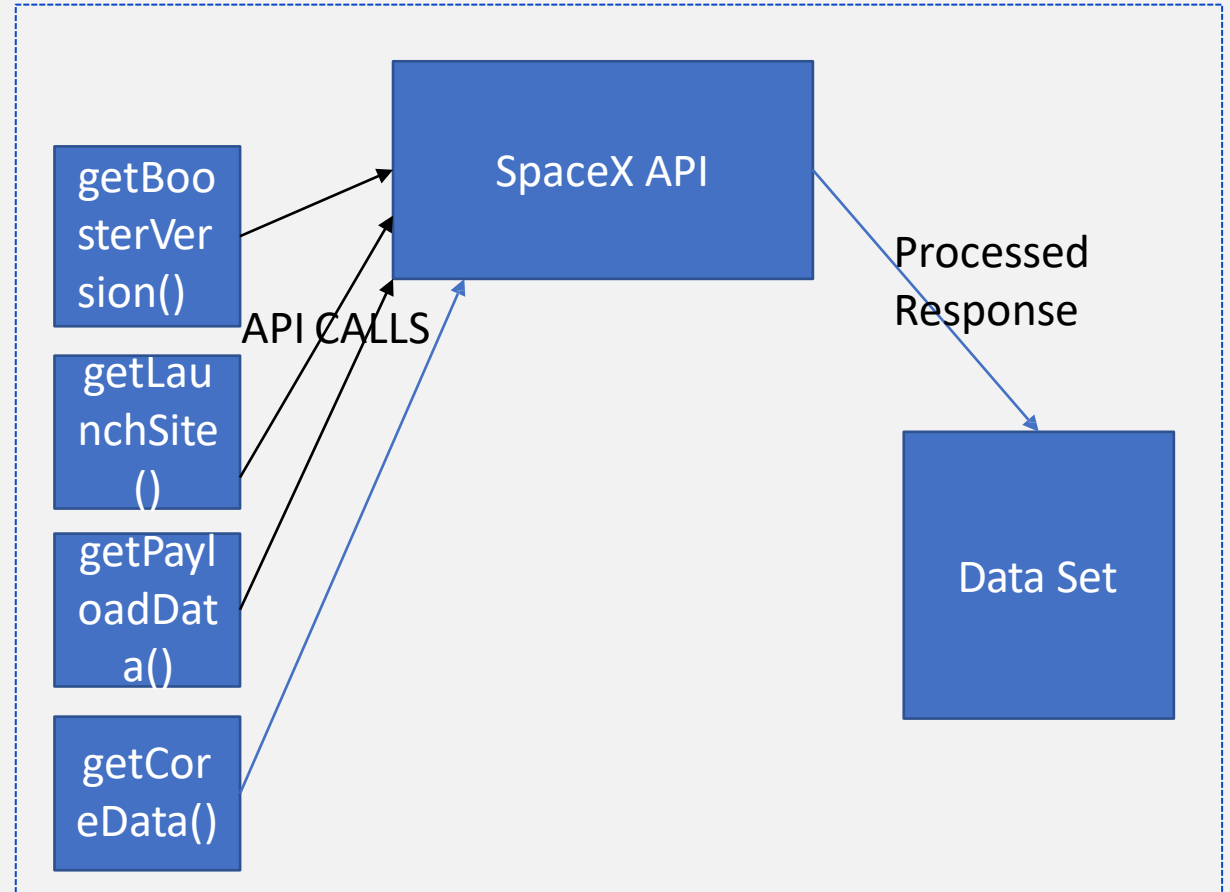 getBoo
sterVer
sion()
SpaceX API
API CALLS
Processed
Response
getLau
nchSite
()
getPayl
oadDat
a()
Data Set
getCor
eData()